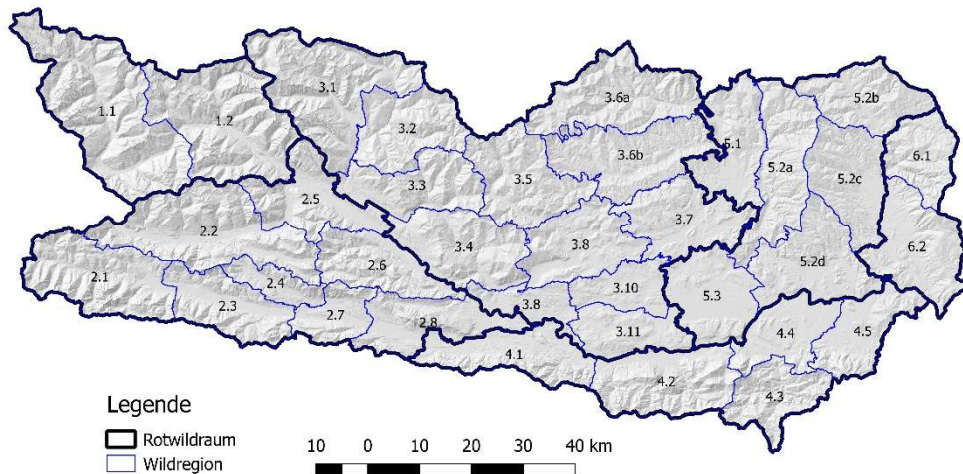 3.6a
5.2b
3.1
1.1
1.2
3.2
3.6b
5.1
6.1
5.2a
5.2c
3.3
3.5
2.5
3.7
2.2
3.4
3.8
6.2
2.6
5.2d
2.1
2.4
2.3
3.8
3.10
5.3
2.7
2.8
3.11
4.4
4.5
4.1
4.2
4.3
Legende
Rotwildraum
Wildregion
10 0 10 20 30 40 km